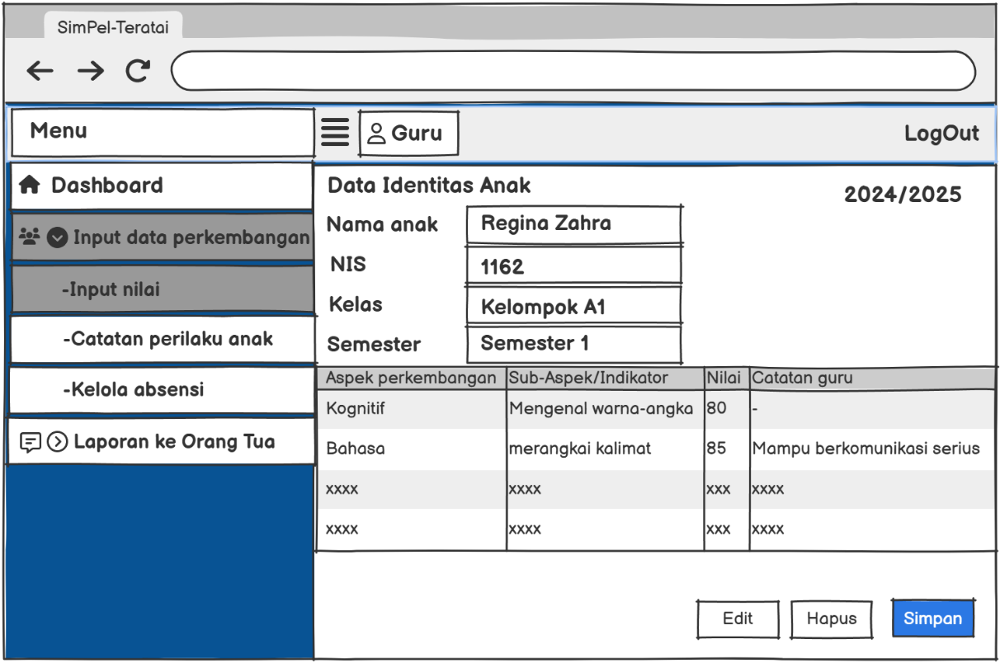 SimPel-Teratai
Menu
Guru
LogOut
Dashboard
Input data perkembangan
-Input nilai
-Catatan perilaku anak
-Kelola absensi
Laporan ke Orang Tua
Data Identitas Anak
2024/2025
Nama anak Regina Zahra
NIS 1162
Kelas Kelompok A1
Semester Semester 1
Aspek perkembangan Sub-Aspek/Indikator Nilai Catatan guru
Kognitif Mengenal warna-angka 80 -
Bahasa merangkai kalimat 85 Mampu berkomunikasi serius
xxxx xxxx xxx xxxx
xxxx xxxx xxx xxxx
Edit Hapus Simpan